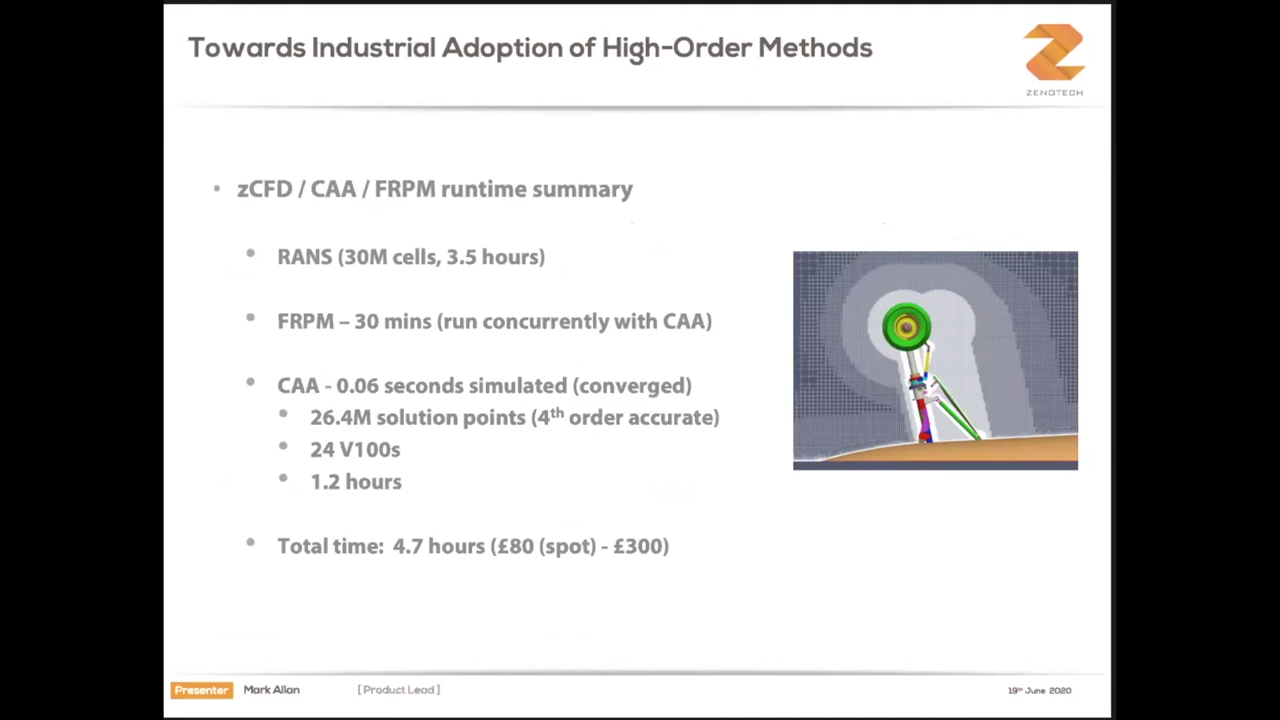 Towards Industrial Adoption of High-Order Methods
ZENOTECH
• zCFD / CAA / FRPM runtime summary
• RANS (30M cells, 3.5 hours)
• FRPM – 30 mins (run concurrently with CAA)
• CAA - 0.06 seconds simulated (converged)
• 26.4M solution points (4th order accurate)
• 24 V100s
• 1.2 hours
• Total time: 4.7 hours (£80 (spot) - £300)
Presenter Mark Allan [ Product Lead ] 19th June 2020